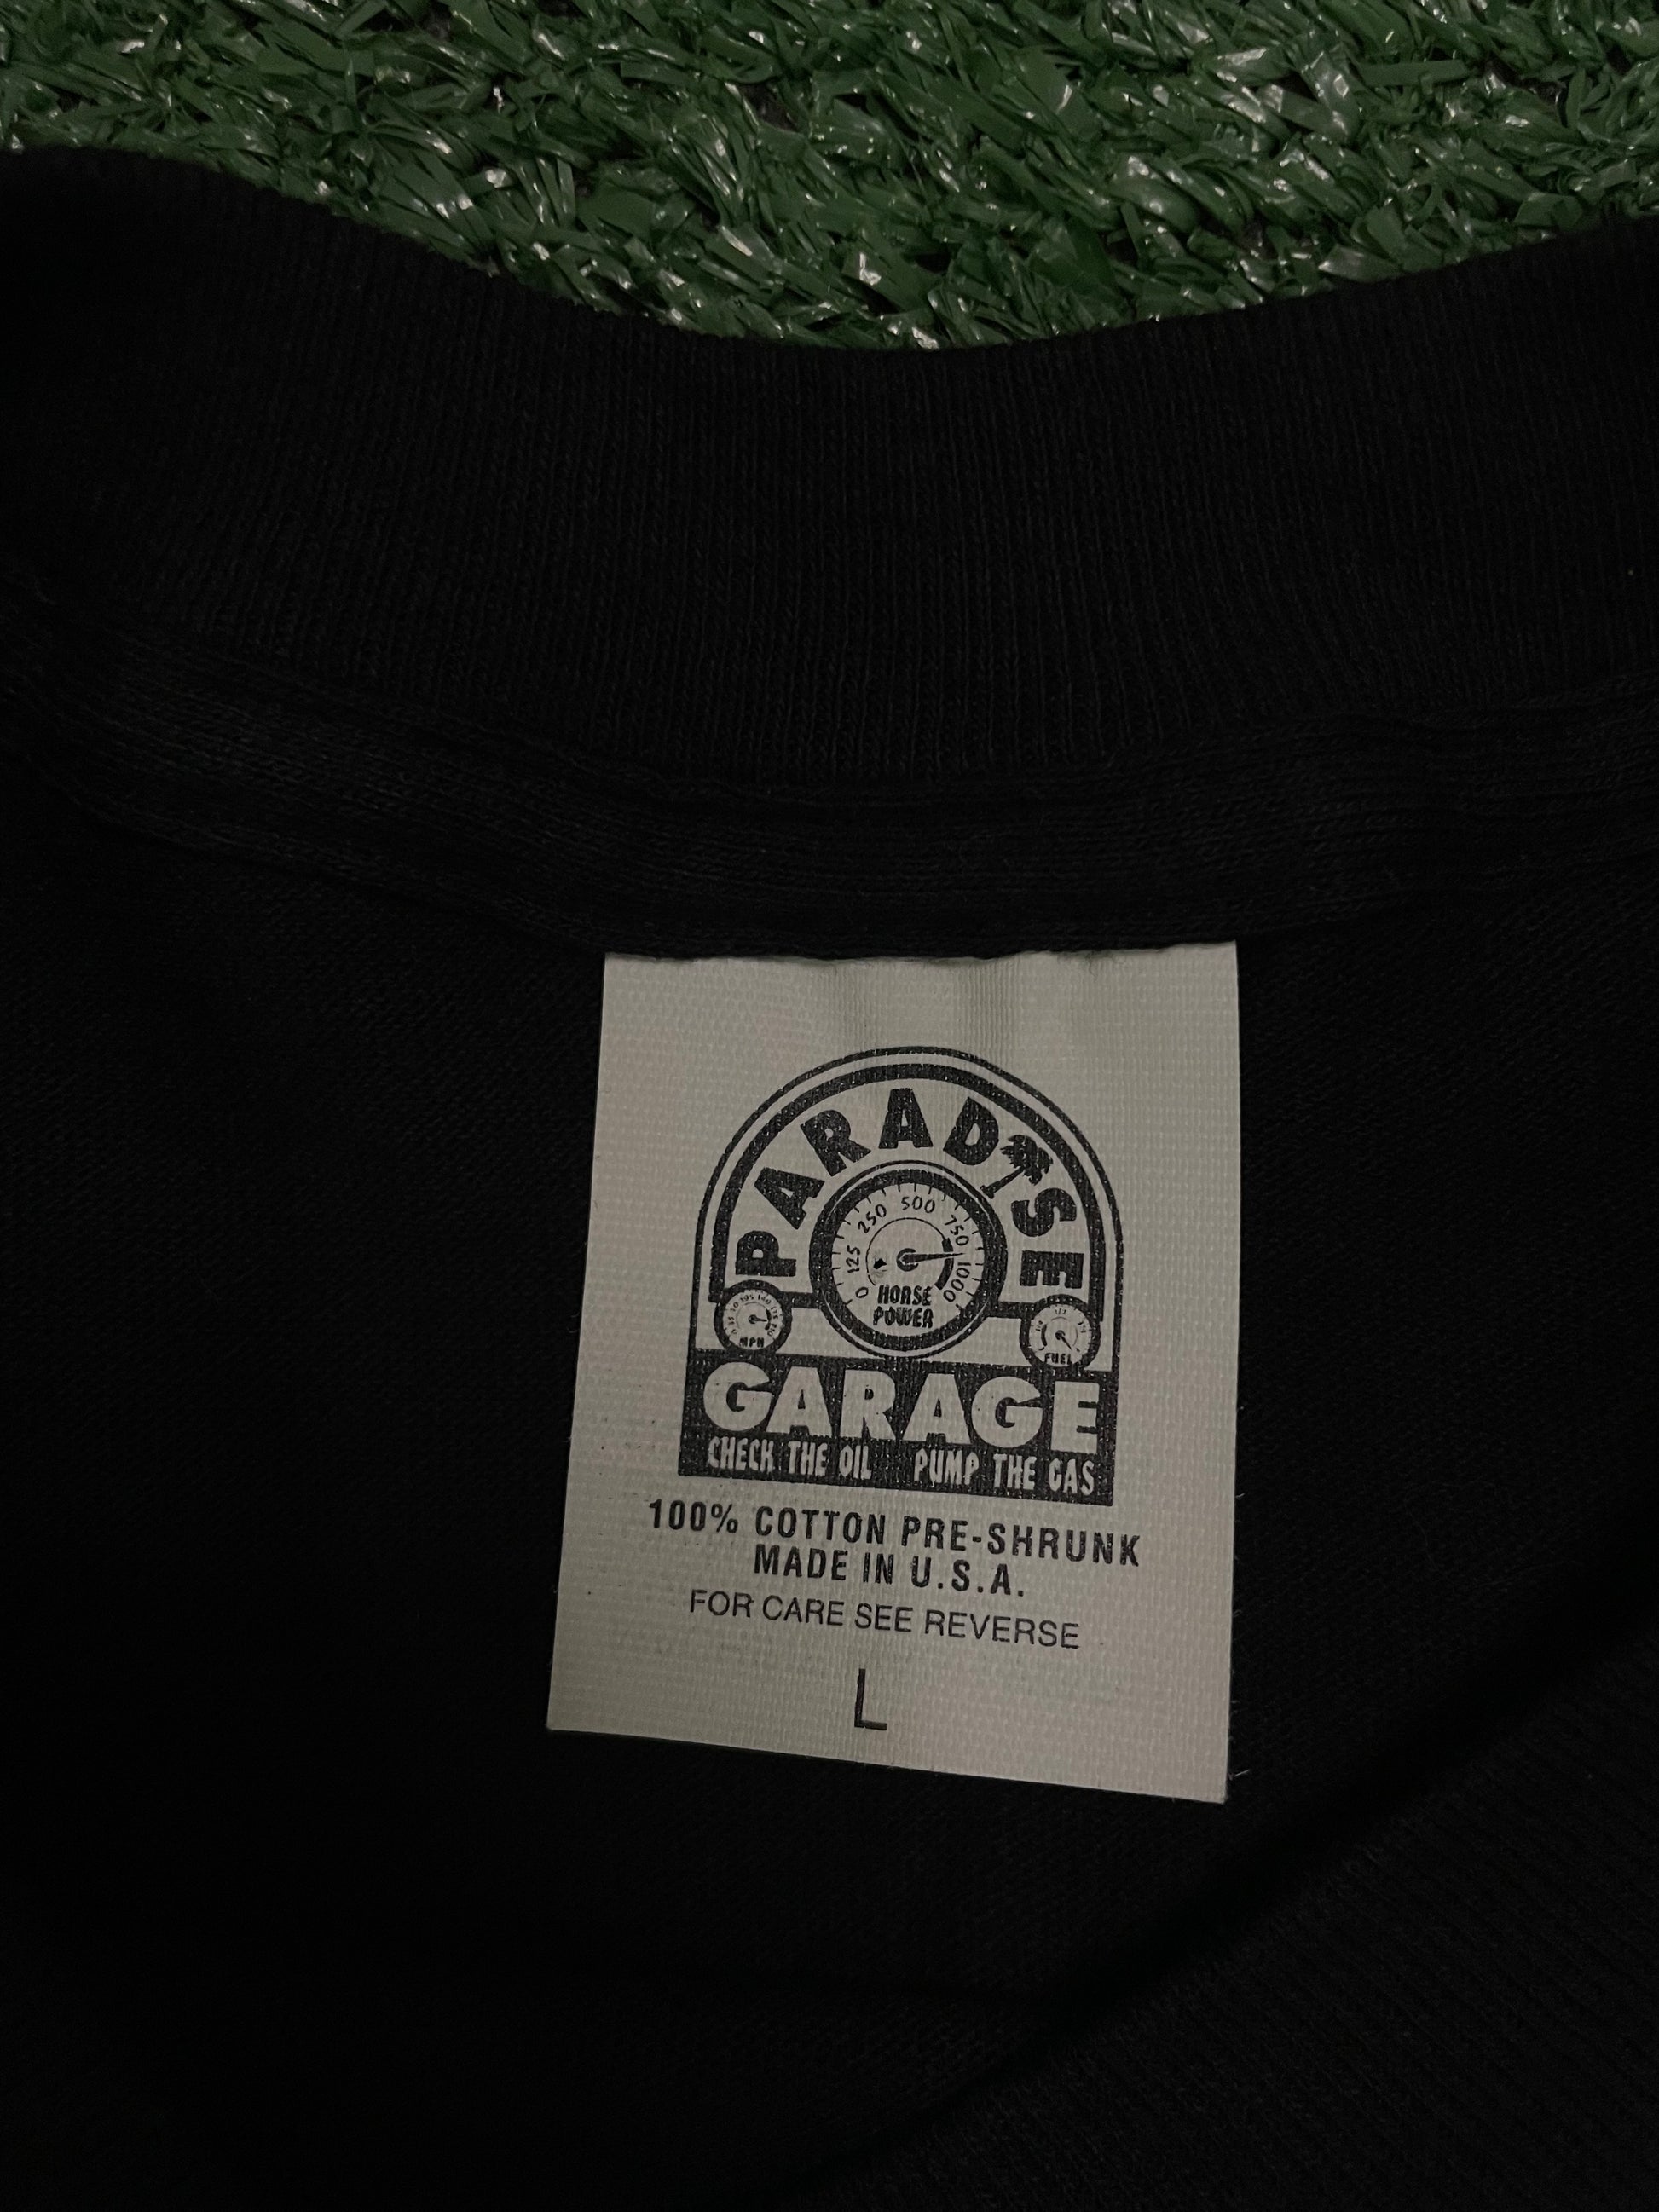 PARADISE
0 125 250 500 750 1000
HORSE
POWER
MPH
FUEL
GARAGE
CHECK THE OIL PUMP THE GAS
100% COTTON PRE-SHRUNK
MADE IN U.S.A.
FOR CARE SEE REVERSE
L